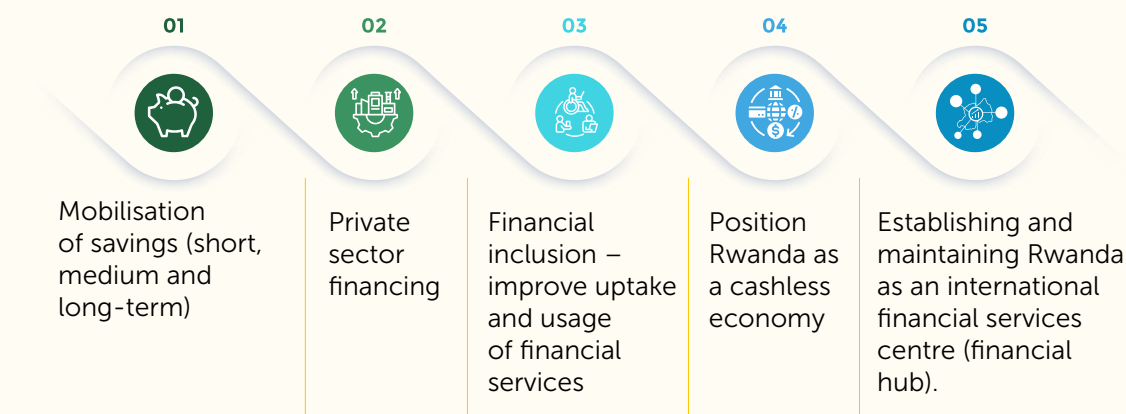 01
Mobilisation
of savings (short,
medium and
long-term)
02
Private
sector
financing
03
Financial
inclusion –
improve uptake
and usage
of financial
services
04
Position
Rwanda as
a cashless
economy
05
Establishing and
maintaining Rwanda
as an international
financial services
centre (financial
hub).